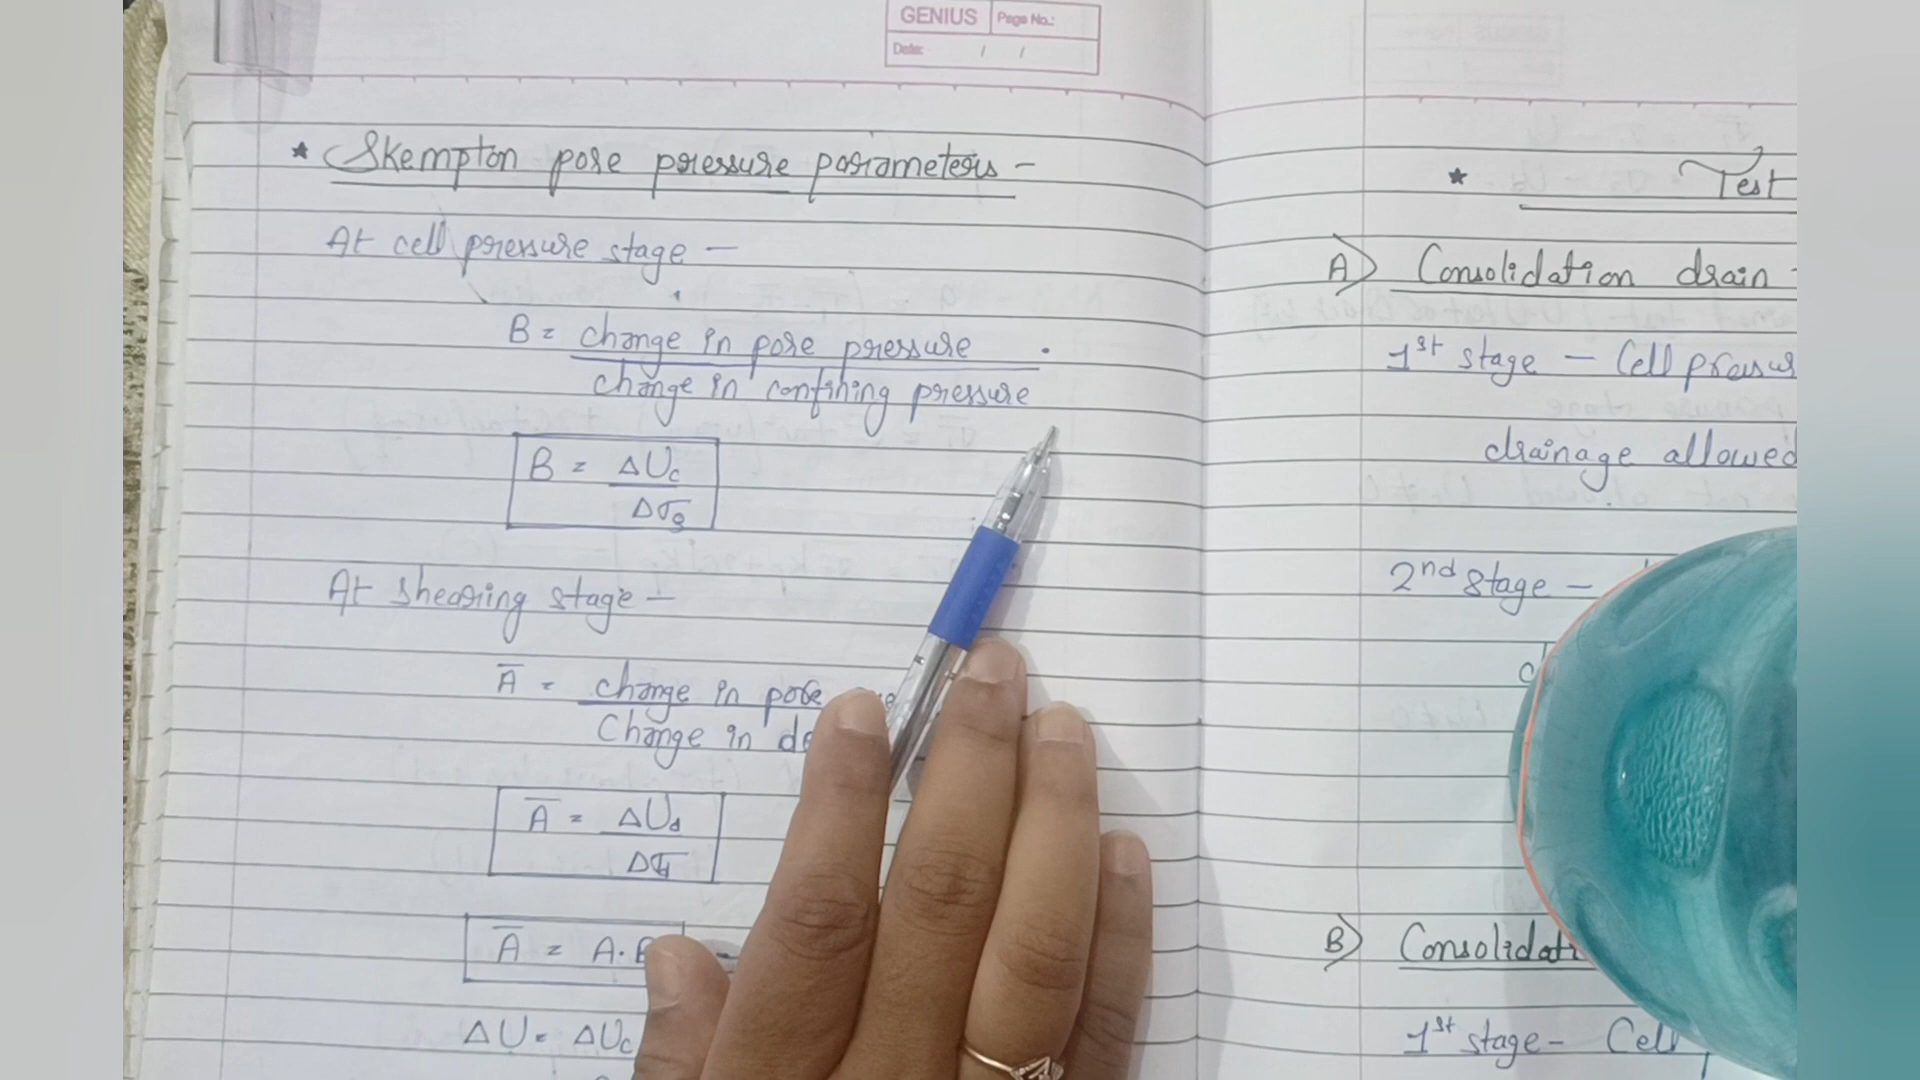 GENIUS Page No.:
Date: / /
* Skempton pore pressure parameters -
At cell pressure stage -
B = change in pore pressure
change in confining pressure
B = ΔUc
Δσ3
At shearing stage -
A̅ = change in pore
Change in
A̅ = ΔUd
Δσd
A̅ = A.B
ΔU = ΔUc
* Test
A) Consolidation drain -
1st stage - Cell pressur
drainage allowed
2nd stage -
B) Consolidati
1st stage - Cell